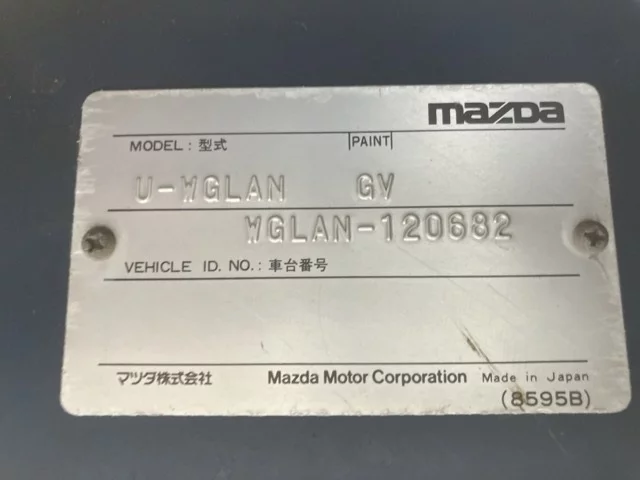 mazda
MODEL : 型式 PAINT
U-WGLAN GV
WGLAN-120682
VEHICLE ID. NO. : 車台番号
マツダ株式会社 Mazda Motor Corporation Made in Japan
(8595B)